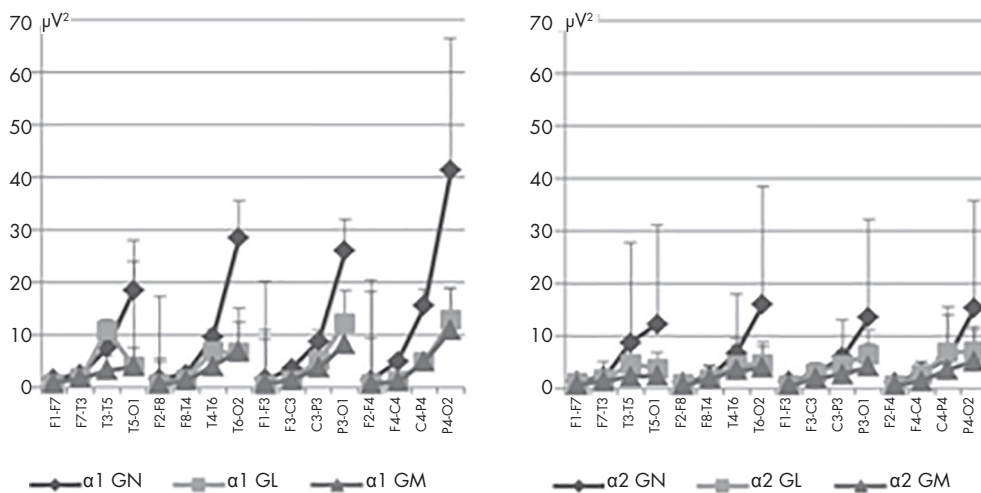 70 μV²
60
50
40
30
20
10
0
F1-F7
F7-T3
T3-T5
T5-O1
F2-F8
F8-T4
T4-T6
T6-O2
F1-F3
F3-C3
C3-P3
P3-O1
F2-F4
F4-C4
C4-P4
P4-O2
α1 GN α1 GL α1 GM
70 μV²
60
50
40
30
20
10
0
F1-F7
F7-T3
T3-T5
T5-O1
F2-F8
F8-T4
T4-T6
T6-O2
F1-F3
F3-C3
C3-P3
P3-O1
F2-F4
F4-C4
C4-P4
P4-O2
α2 GN α2 GL α2 GM